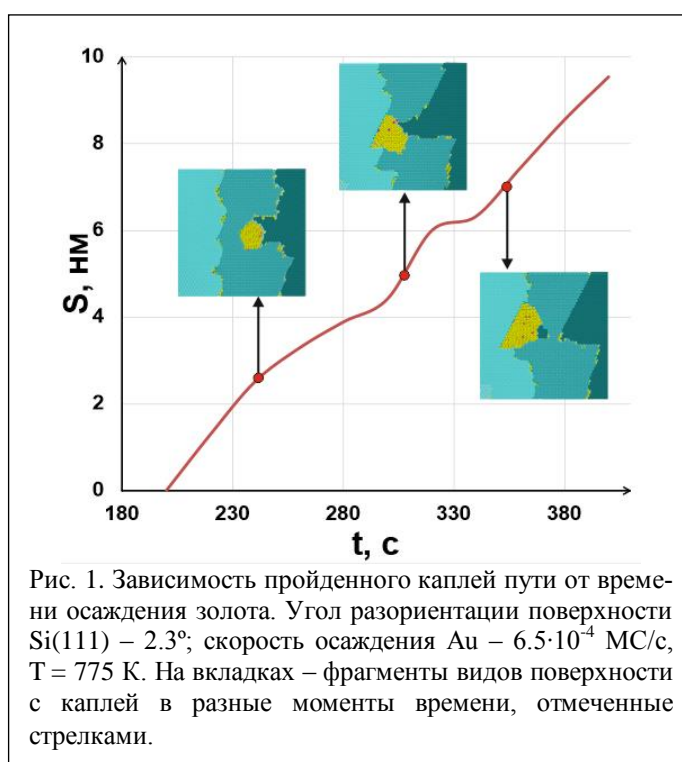 10
8
6
4
2
0
S, нм
180
230
280
330
380
t, с
Рис. 1. Зависимость пройденного каплей пути от време-
ни осаждения золота. Угол разориентации поверхности
Si(111) – 2.3º; скорость осаждения Au – 6.5·10⁻⁴ МС/с,
T = 775 K. На вкладках – фрагменты видов поверхности
с каплей в разные моменты времени, отмеченные
стрелками.